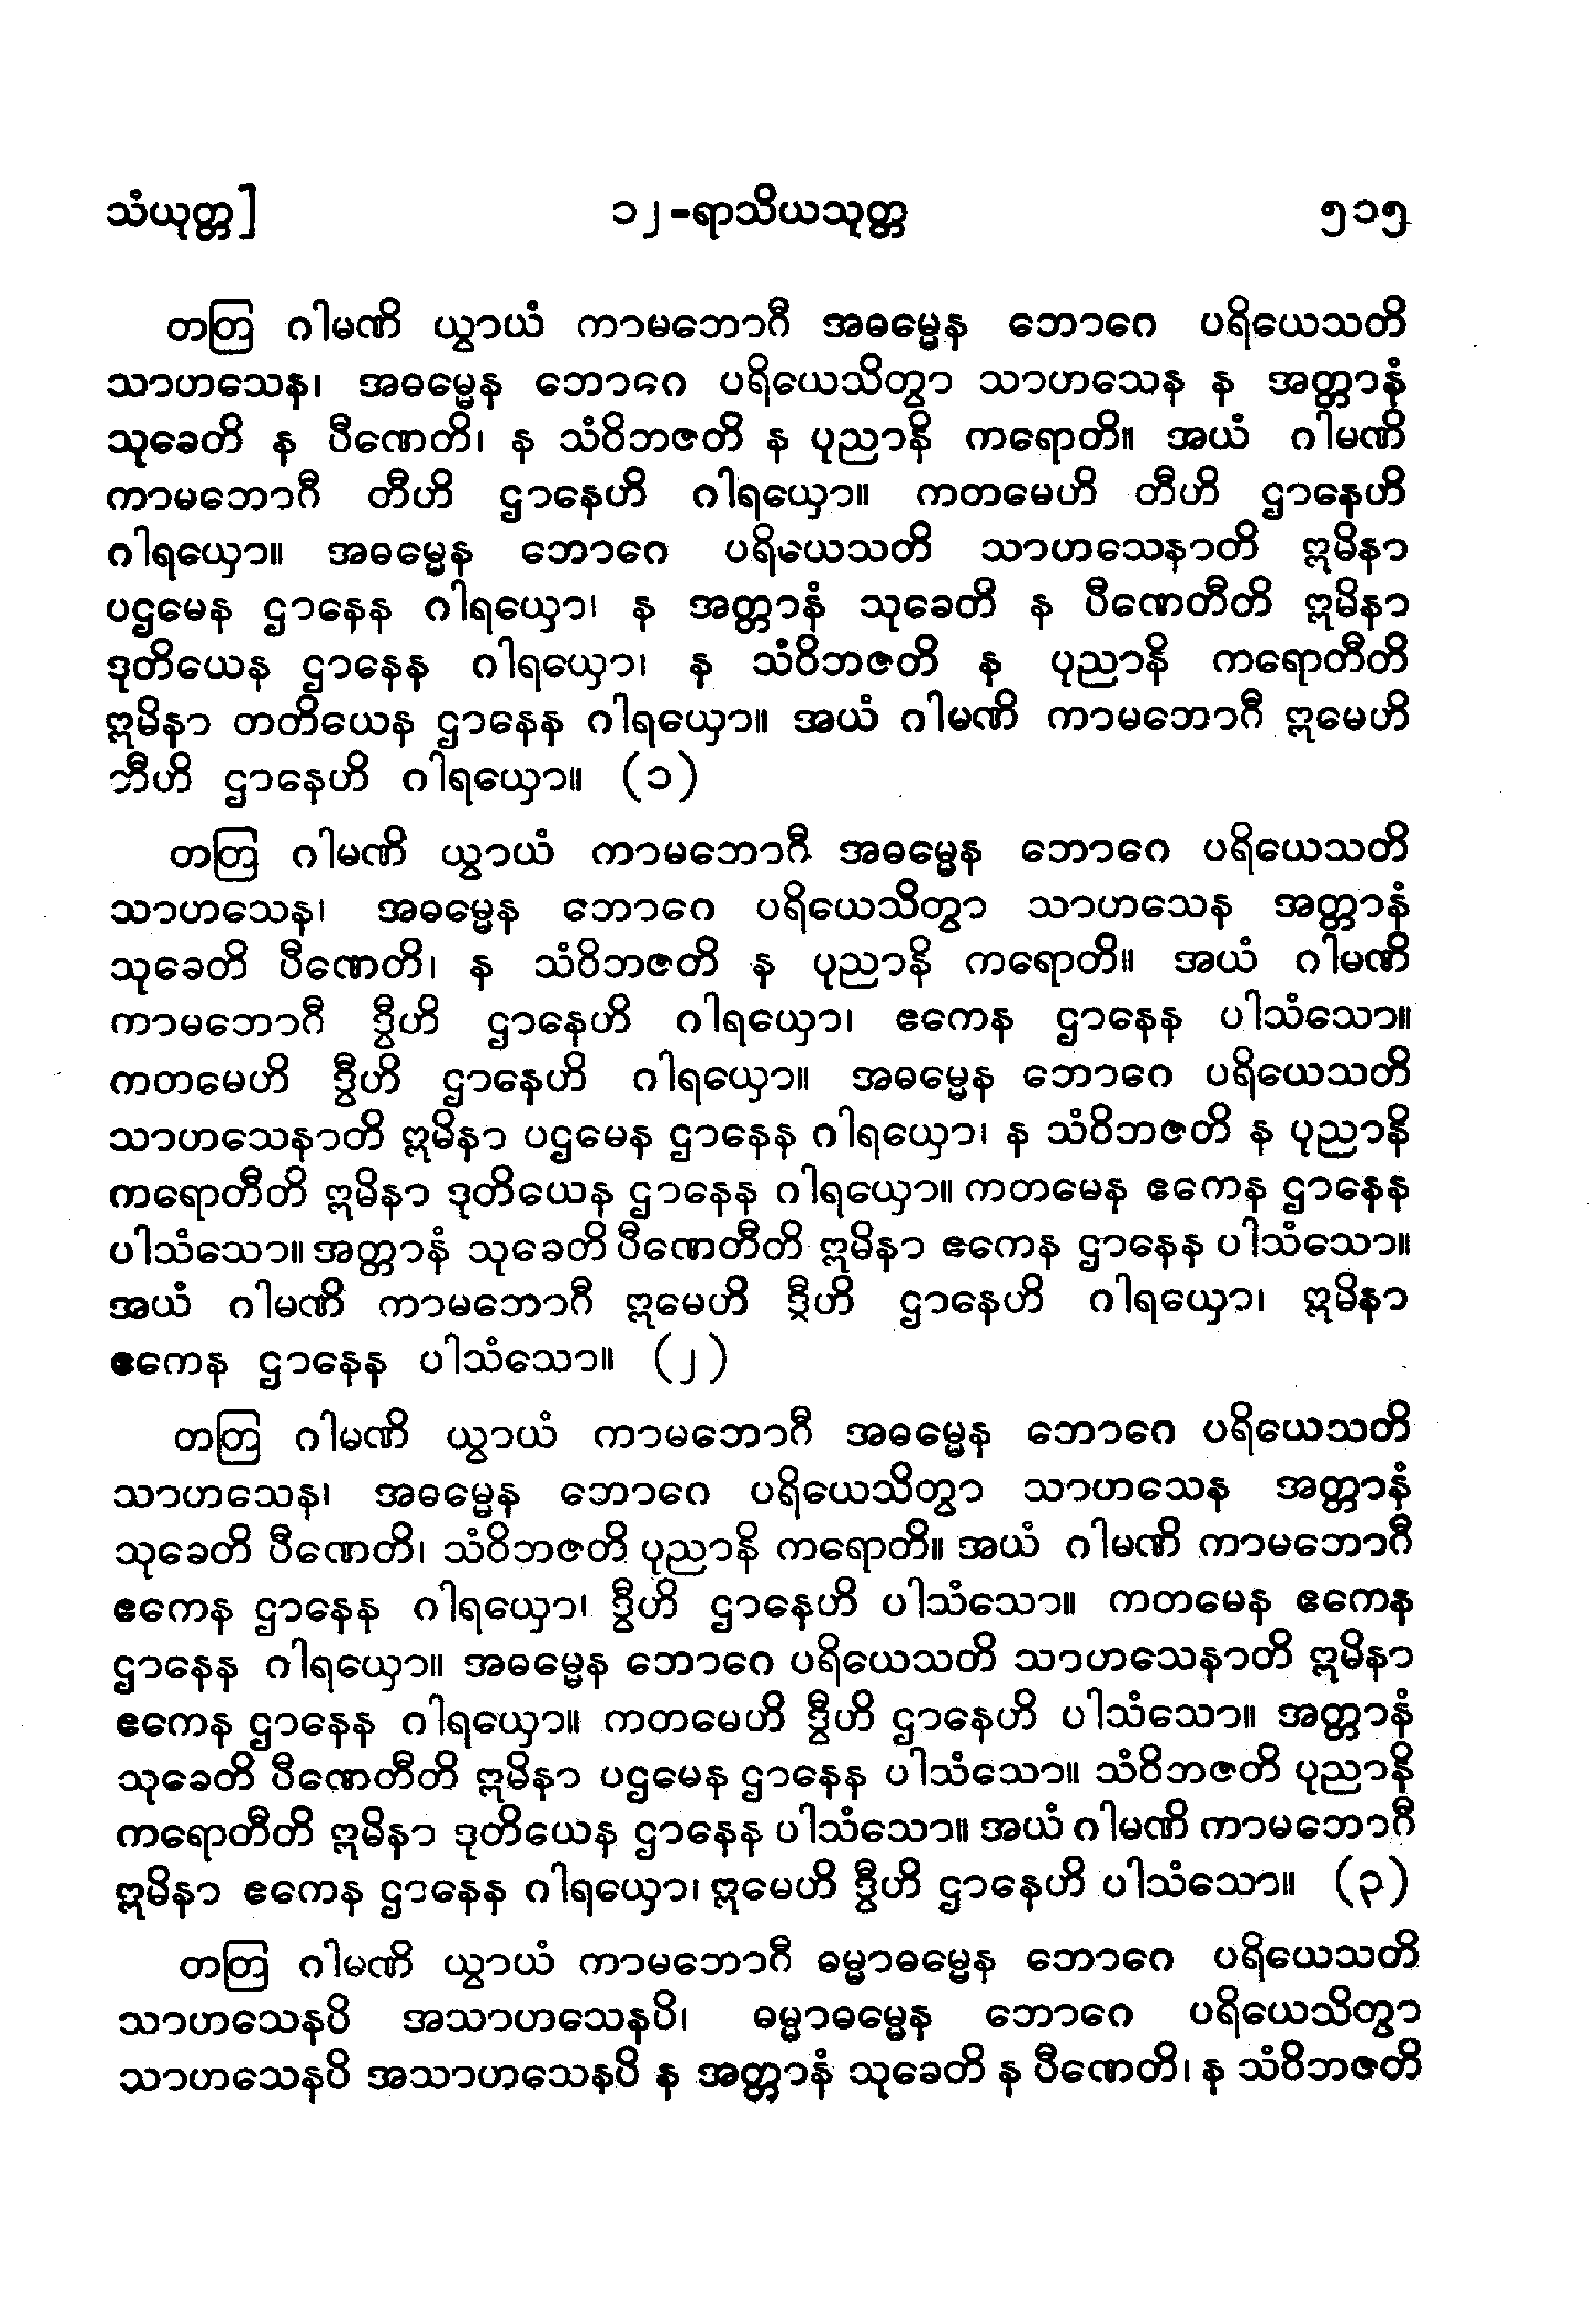 သံယုတ္တ]
၁၂-ရာသိယသုတ္တ
၅၁၅
တတြ ဂါမဏိ ယွာယံ ကာမဘောဂီ အဓမ္မေန ဘောဂေ ပရိယေသတိ
သာဟသေန၊ အဓမ္မေန ဘောဂေ ပရိယေသိတွာ သာဟသေန န အတ္တာနံ
သုခေတိ န ပီဏေတိ၊ န သံဝိဘဇတိ န ပုညာနိ ကရောတိ။ အယံ ဂါမဏိ
ကာမဘောဂီ တီဟိ ဌာနေဟိ ဂါရယှော။ ကတမေဟိ တီဟိ ဌာနေဟိ
ဂါရယှော။ အဓမ္မေန ဘောဂေ ပရိယေသတိ သာဟသေနာတိ ဣမိနာ
ပဌမေန ဌာနေန ဂါရယှော၊ န အတ္တာနံ သုခေတိ န ပီဏေတီတိ ဣမိနာ
ဒုတိယေန ဌာနေန ဂါရယှော၊ န သံဝိဘဇတိ န ပုညာနိ ကရောတီတိ
ဣမိနာ တတိယေန ဌာနေန ဂါရယှော။ အယံ ဂါမဏိ ကာမဘောဂီ ဣမေဟိ
ဘီဟိ ဌာနေဟိ ဂါရယှော။ (၁)
တတြ ဂါမဏိ ယွာယံ ကာမဘောဂီ အဓမ္မေန ဘောဂေ ပရိယေသတိ
သာဟသေန၊ အဓမ္မေန ဘောဂေ ပရိယေသိတွာ သာဟသေန အတ္တာနံ
သုခေတိ ပီဏေတိ၊ န သံဝိဘဇတိ န ပုညာနိ ကရောတိ။ အယံ ဂါမဏိ
ကာမဘောဂီ ဒွီဟိ ဌာနေဟိ ဂါရယှော၊ ဧကေန ဌာနေန ပါသံသော။
ကတမေဟိ ဒွီဟိ ဌာနေဟိ ဂါရယှော။ အဓမ္မေန ဘောဂေ ပရိယေသတိ
သာဟသေနာတိ ဣမိနာ ပဌမေန ဌာနေန ဂါရယှော၊ န သံဝိဘဇတိ န ပုညာနိ
ကရောတီတိ ဣမိနာ ဒုတိယေန ဌာနေန ဂါရယှော။ ကတမေန ဧကေန ဌာနေန
ပါသံသော။ အတ္တာနံ သုခေတိ ပီဏေတီတိ ဣမိနာ ဧကေန ဌာနေန ပါသံသော။
အယံ ဂါမဏိ ကာမဘောဂီ ဣမေဟိ ဒွီဟိ ဌာနေဟိ ဂါရယှော၊ ဣမိနာ
ဧကေန ဌာနေန ပါသံသော။ (၂)
တတြ ဂါမဏိ ယွာယံ ကာမဘောဂီ အဓမ္မေန ဘောဂေ ပရိယေသတိ
သာဟသေန၊ အဓမ္မေန ဘောဂေ ပရိယေသိတွာ သာဟသေန အတ္တာနံ
သုခေတိ ပီဏေတိ၊ သံဝိဘဇတိ ပုညာနိ ကရောတိ။ အယံ ဂါမဏိ ကာမဘောဂီ
ဧကေန ဌာနေန ဂါရယှော၊ ဒွီဟိ ဌာနေဟိ ပါသံသော။ ကတမေန ဧကေန
ဌာနေန ဂါရယှော။ အဓမ္မေန ဘောဂေ ပရိယေသတိ သာဟသေနာတိ ဣမိနာ
ဧကေန ဌာနေန ဂါရယှော။ ကတမေဟိ ဒွီဟိ ဌာနေဟိ ပါသံသော။ အတ္တာနံ
သုခေတိ ပီဏေတီတိ ဣမိနာ ပဌမေန ဌာနေန ပါသံသော။ သံဝိဘဇတိ ပုညာနိ
ကရောတီတိ ဣမိနာ ဒုတိယေန ဌာနေန ပါသံသော။ အယံ ဂါမဏိ ကာမဘောဂီ
ဣမိနာ ဧကေန ဌာနေန ဂါရယှော၊ ဣမေဟိ ဒွီဟိ ဌာနေဟိ ပါသံသော။ (၃)
တတြ ဂါမဏိ ယွာယံ ကာမဘောဂီ ဓမ္မာဓမ္မေန ဘောဂေ ပရိယေသတိ
သာဟသေနပိ အသာဟသေနပိ၊ ဓမ္မာဓမ္မေန ဘောဂေ ပရိယေသိတွာ
သာဟသေနပိ အသာဟသေနပိ န အတ္တာနံ သုခေတိ န ပီဏေတိ၊ န သံဝိဘဇတိ